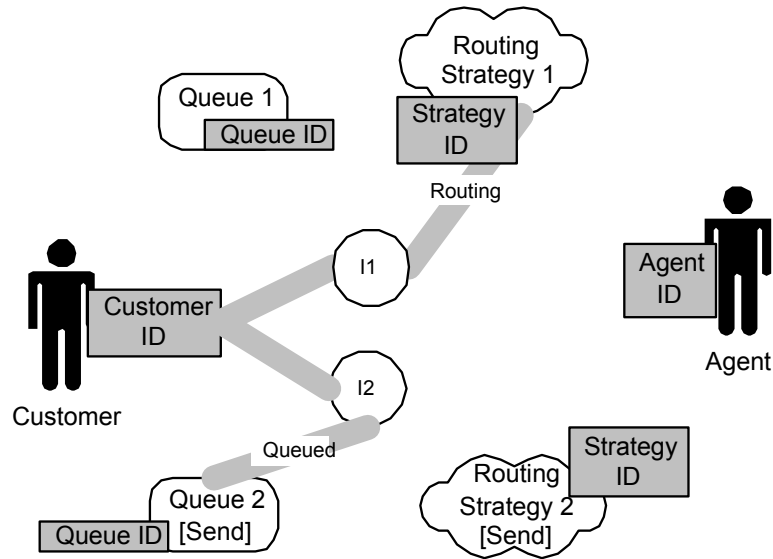 Routing
Strategy 1
Queue 1
Queue ID
Strategy
ID
Routing
I1
Agent
ID
Customer
ID
Agent
I2
Customer
Queued
Strategy
ID
Routing
Strategy 2
[Send]
Queue 2
[Send]
Queue ID